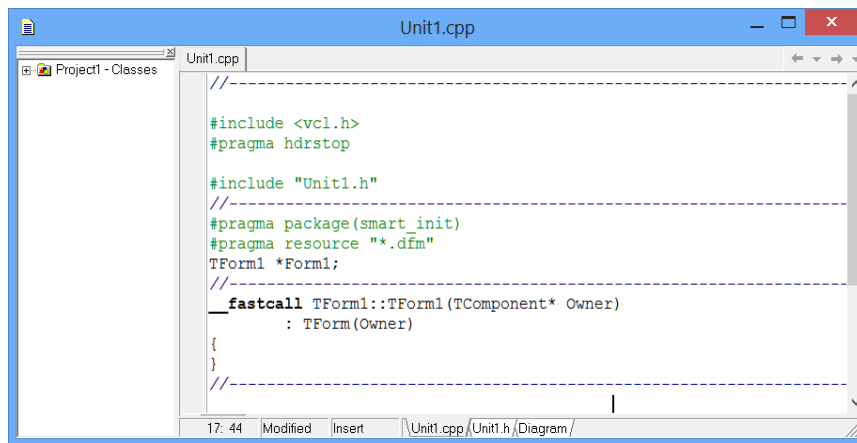 Unit1.cpp
Project1 - Classes
Unit1.cpp
//------------------------------------------------------------------
#include <vcl.h>
#pragma hdrstop
#include "Unit1.h"
//------------------------------------------------------------------
#pragma package(smart_init)
#pragma resource "*.dfm"
TForm1 *Form1;
//------------------------------------------------------------------
__fastcall TForm1::TForm1(TComponent* Owner)
: TForm(Owner)
{
}
//------------------------------------------------------------------
17: 44 Modified Insert Unit1.cpp Unit1.h Diagram